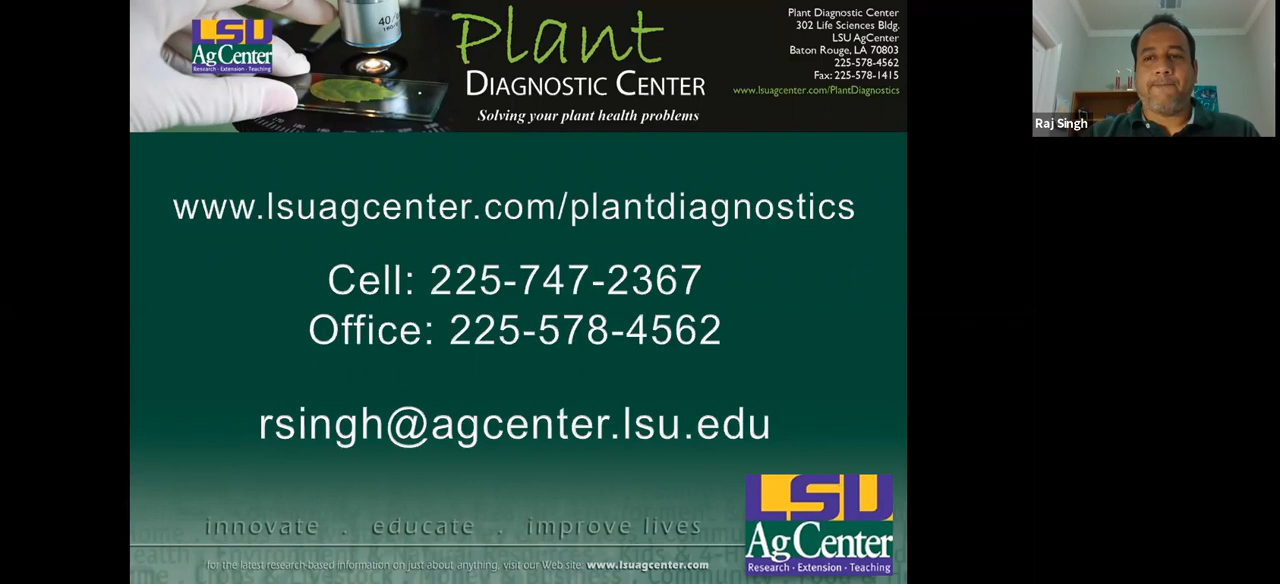 LSU
AgCenter
Research · Extension · Teaching
40/
Plant
DIAGNOSTIC CENTER
Solving your plant health problems
Plant Diagnostic Center
302 Life Sciences Bldg.
LSU AgCenter
Baton Rouge, LA 70803
225-578-4562
Fax: 225-578-1415
www.lsuagcenter.com/PlantDiagnostics
Raj Singh
www.lsuagcenter.com/plantdiagnostics
Cell: 225-747-2367
Office: 225-578-4562
rsingh@agcenter.lsu.edu
innovate . educate . improve lives
for the latest research-based information on just about anything, visit our Web site. www.lsuagcenter.com
LSU
AgCenter
Research · Extension · Teaching